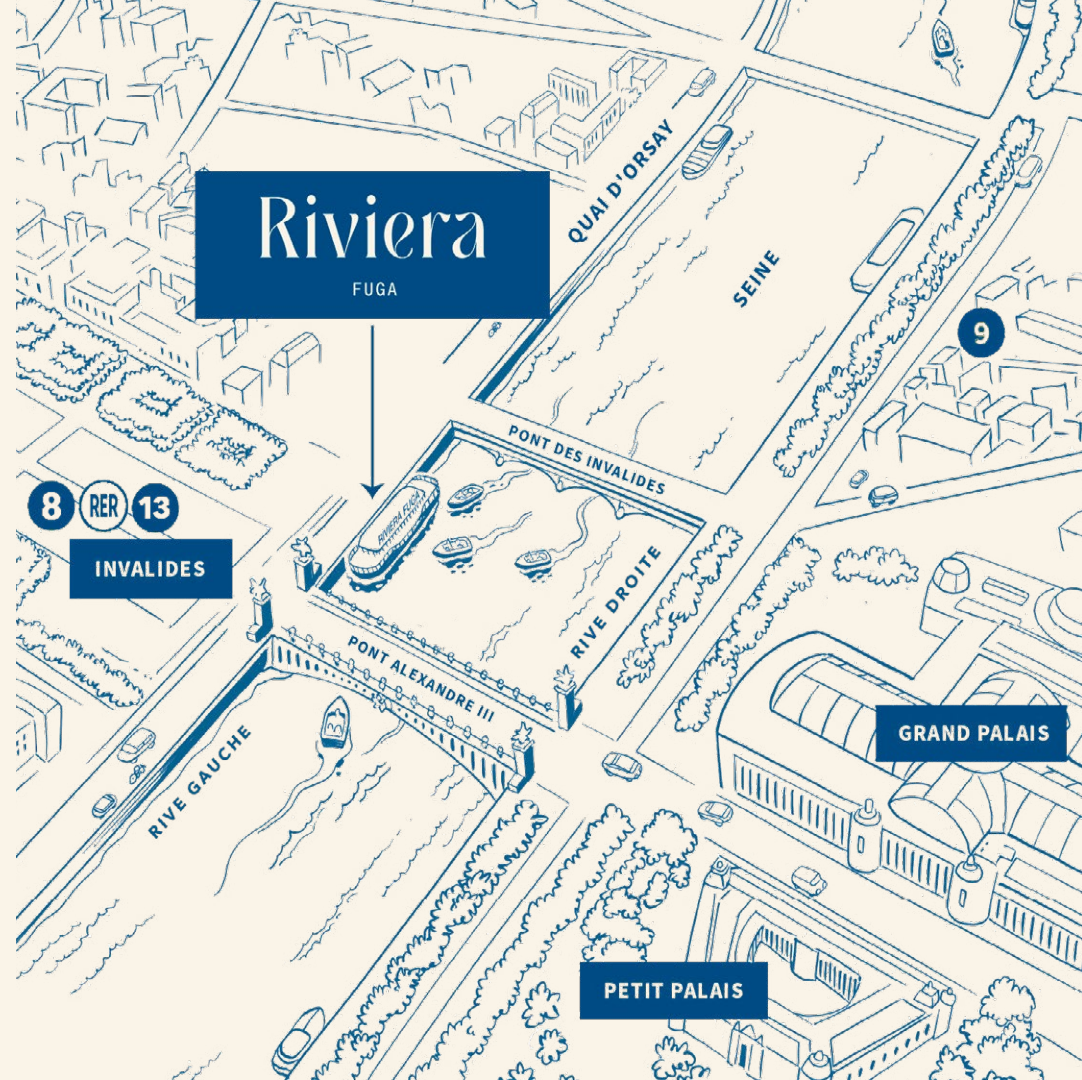 QUAI D'ORSAY
Riviera
FUGA
SEINE
9
PONT DES INVALIDES
8 RER 13
INVALIDES
RIVIERA FUGA
RIVE DROITE
PONT ALEXANDRE III
RIVE GAUCHE
GRAND PALAIS
PETIT PALAIS